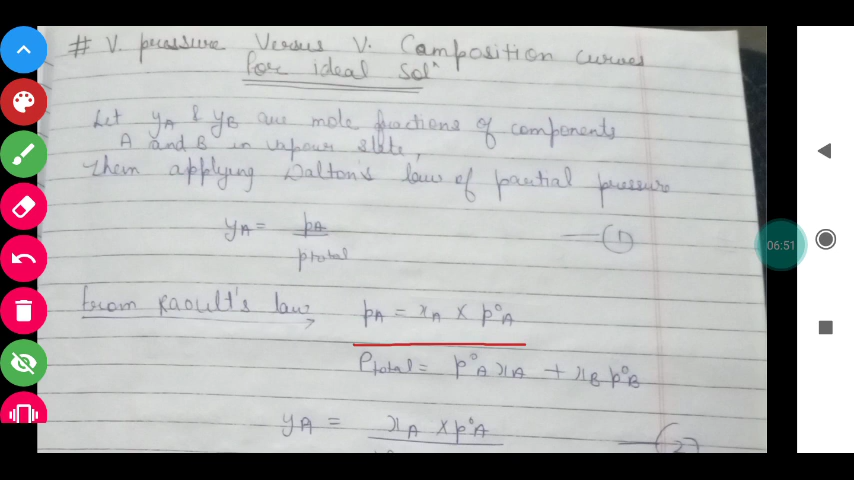 # V. pressure Versus V. Composition curves
for ideal Solⁿ
Let yA & yB are mole fractions of components
A and B in vapour state,
then applying Dalton's law of partial pressure
yA = pA / ptotal —(1)
from Raoult's law, pA = xA × p°A
Ptotal = p°A xA + xB p°B
yA = xA × p°A —(2)
06:51